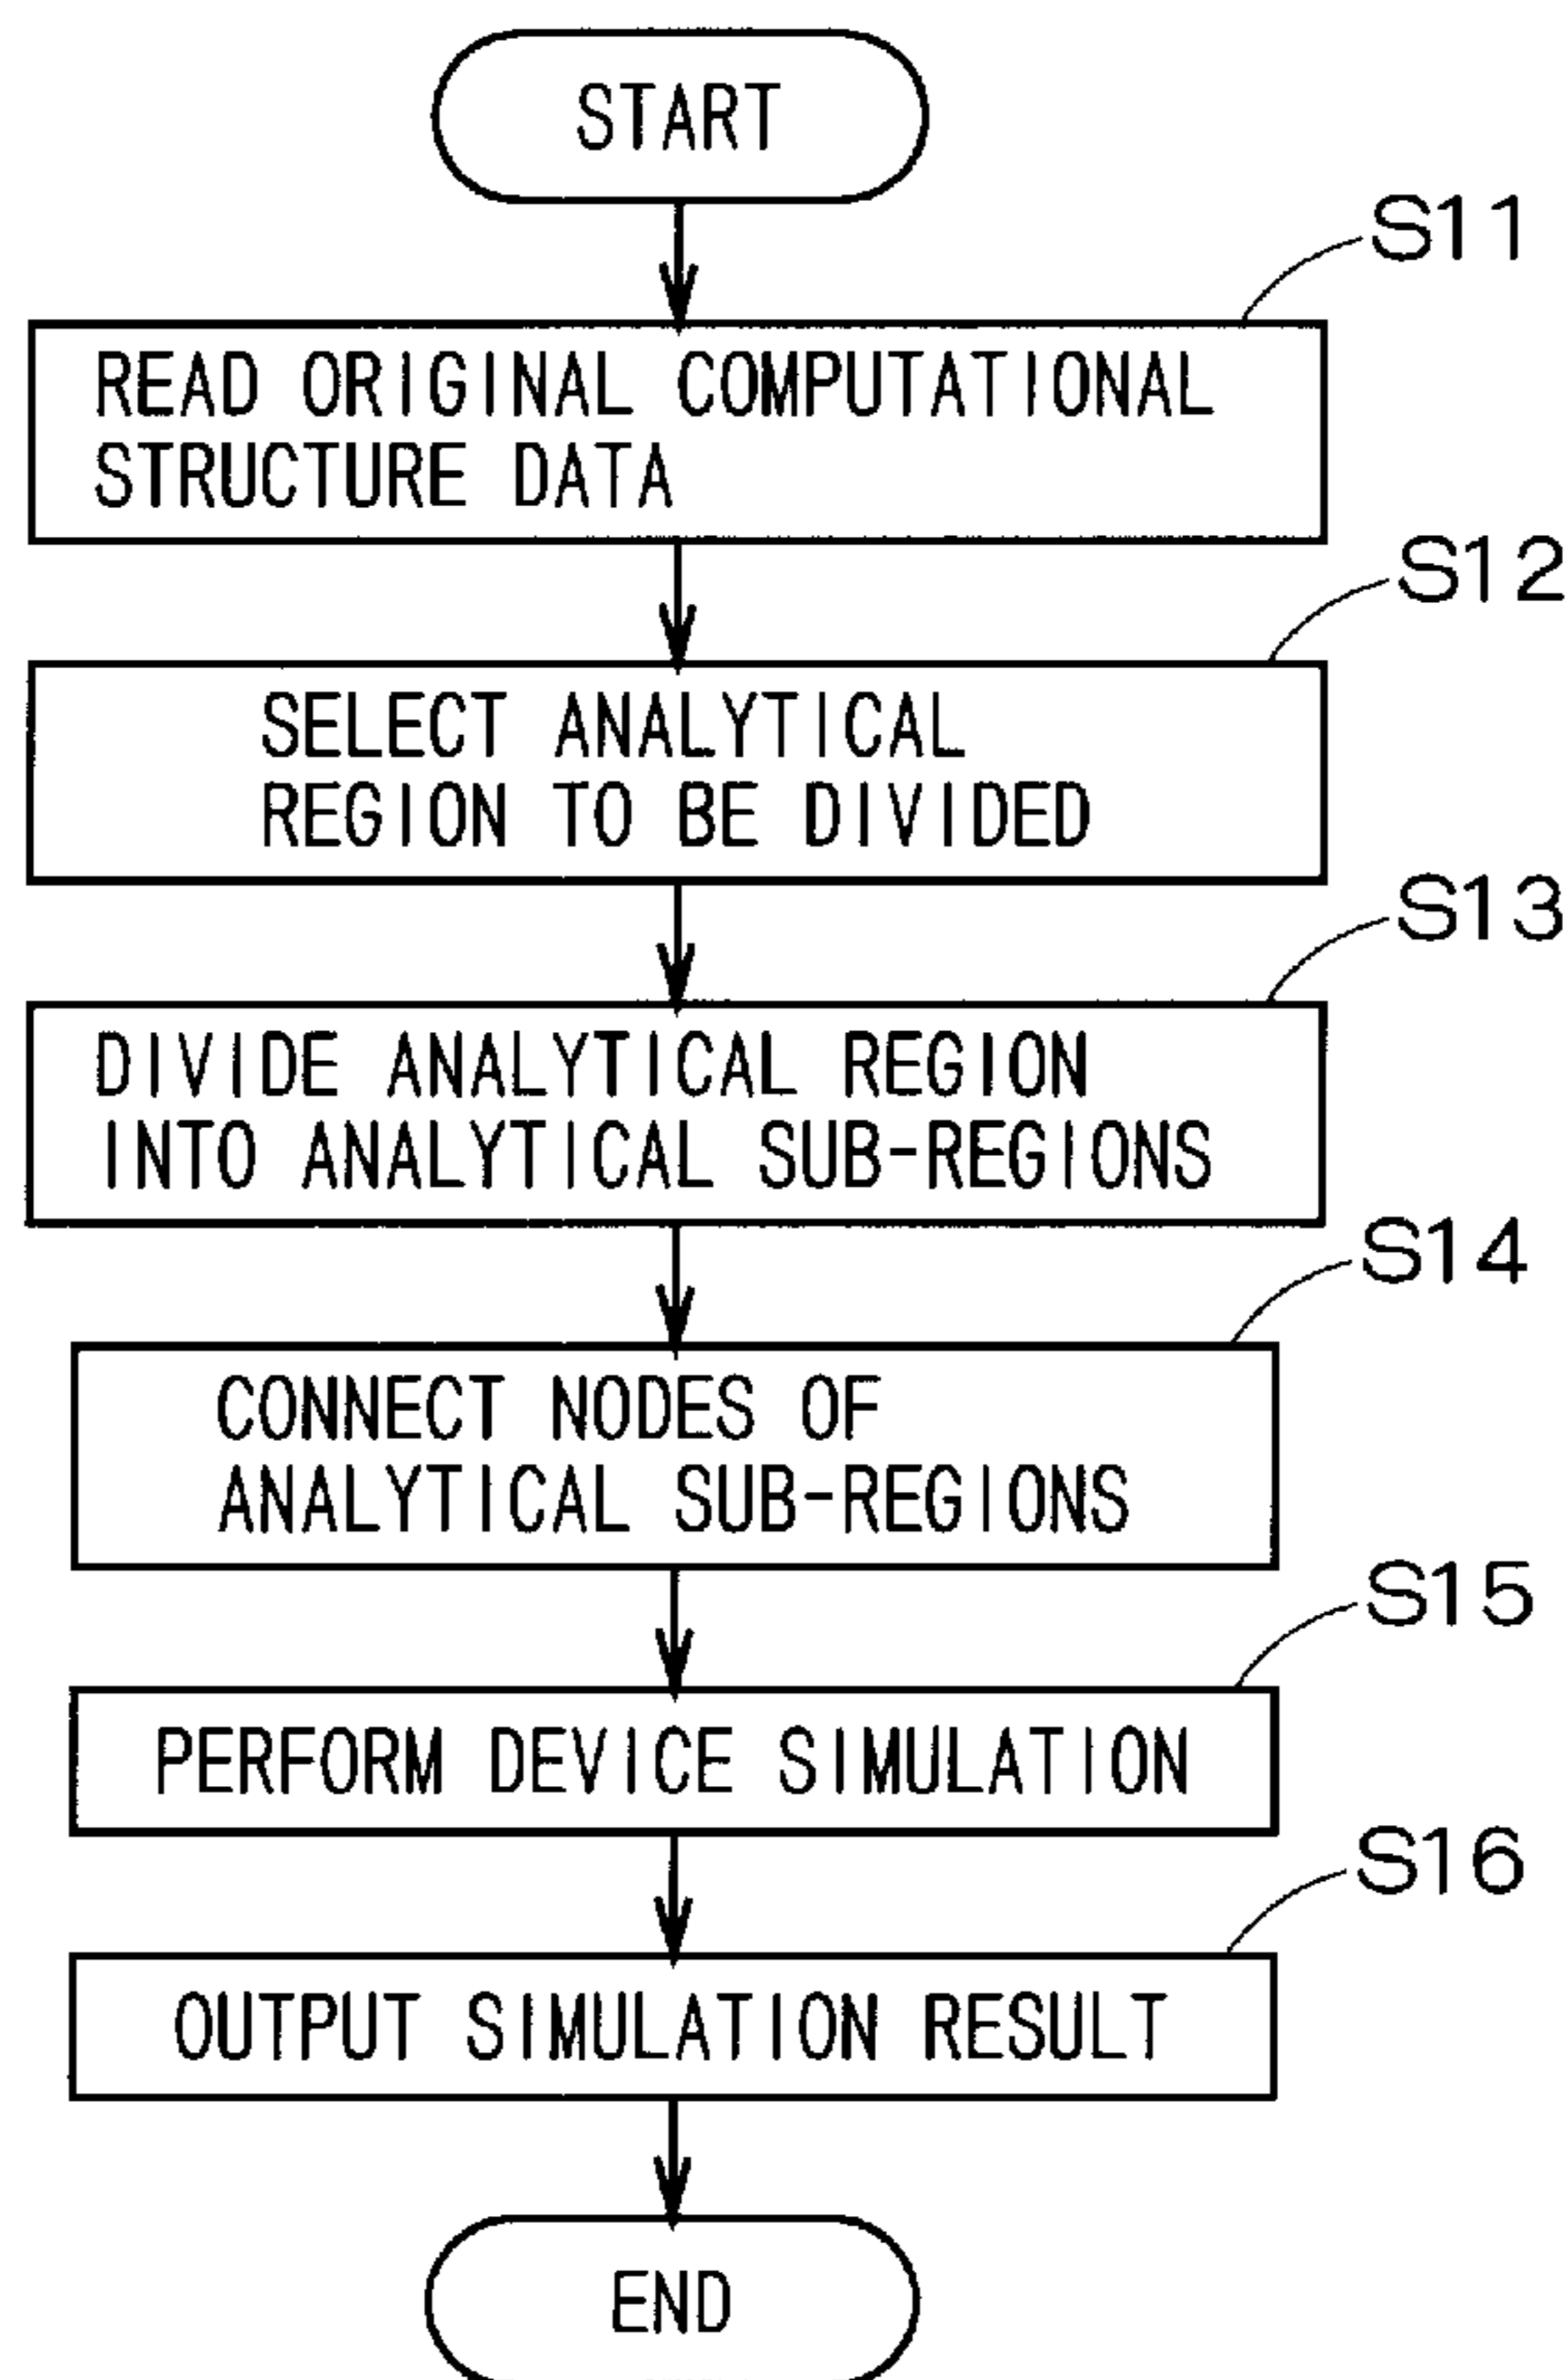 START
S11
READ ORIGINAL COMPUTATIONAL
STRUCTURE DATA
S12
SELECT ANALYTICAL
REGION TO BE DIVIDED
S13
DIVIDE ANALYTICAL REGION
INTO ANALYTICAL SUB-REGIONS
S14
CONNECT NODES OF
ANALYTICAL SUB-REGIONS
S15
PERFORM DEVICE SIMULATION
S16
OUTPUT SIMULATION RESULT
END